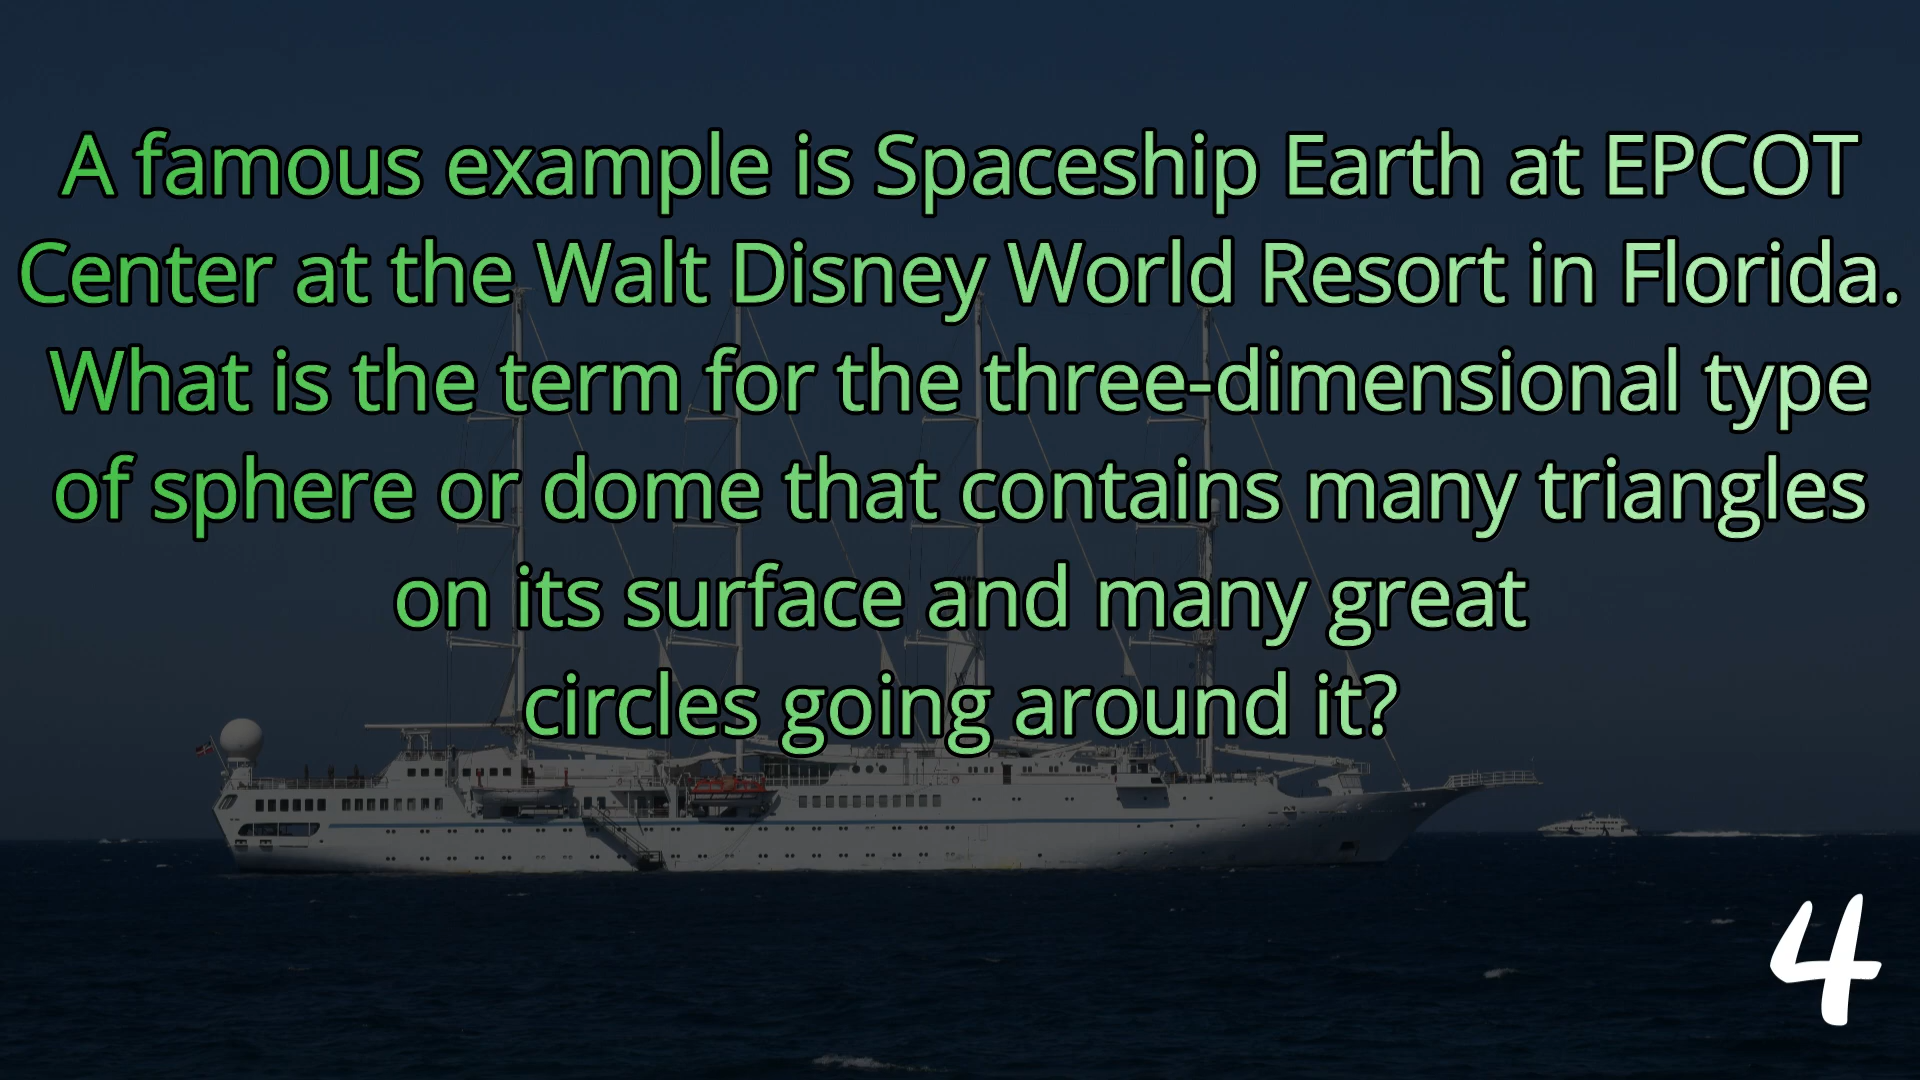 A famous example is Spaceship Earth at EPCOT
Center at the Walt Disney World Resort in Florida.
What is the term for the three-dimensional type
of sphere or dome that contains many triangles
on its surface and many great
circles going around it?
4